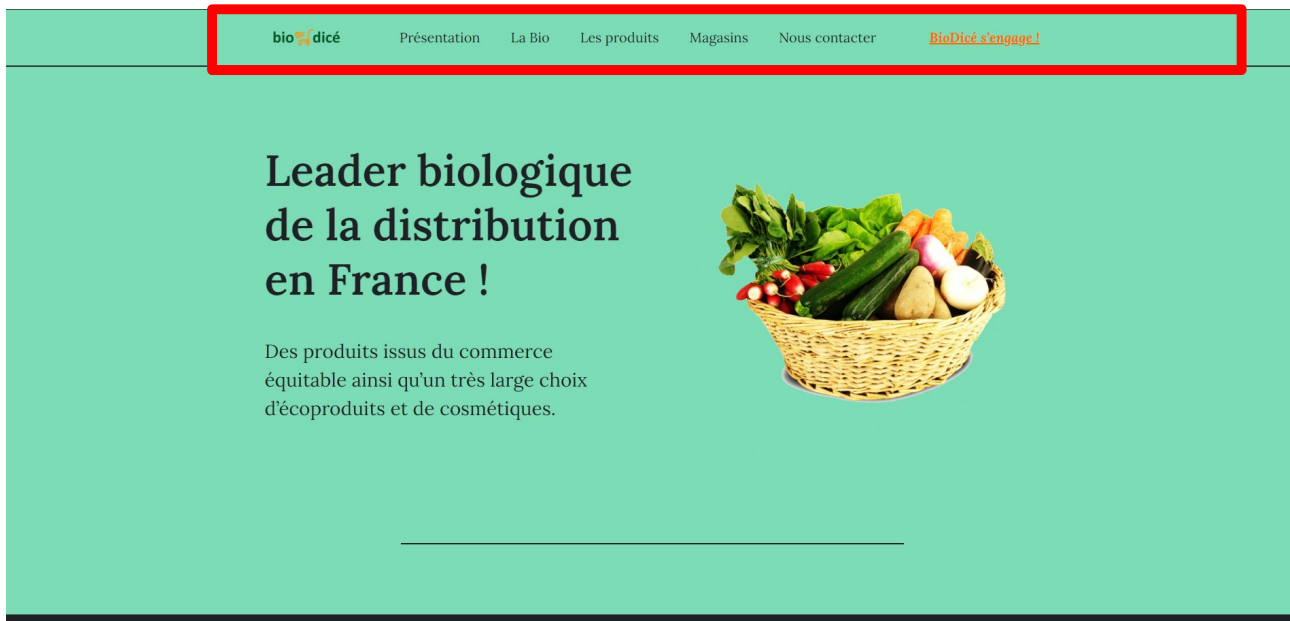 bio dicé Présentation La Bio Les produits Magasins Nous contacter BioDicé s'engage !
Leader biologique
de la distribution
en France !
Des produits issus du commerce
équitable ainsi qu’un très large choix
d’écoproduits et de cosmétiques.